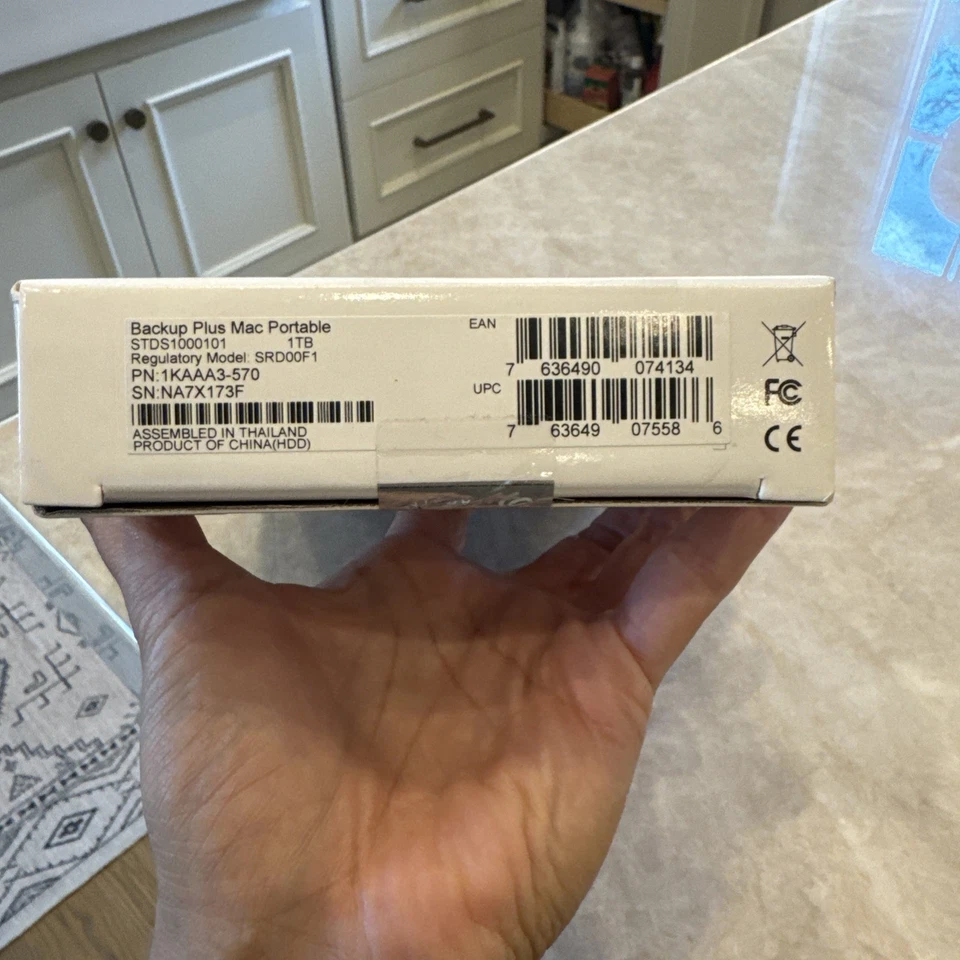 Backup Plus Mac Portable
STDS1000101 1TB
Regulatory Model: SRD00F1
PN:1KAAA3-570
SN:NA7X173F
ASSEMBLED IN THAILAND
PRODUCT OF CHINA(HDD)
EAN
7 636490 074134
UPC
7 63649 07558 6
FC
CE